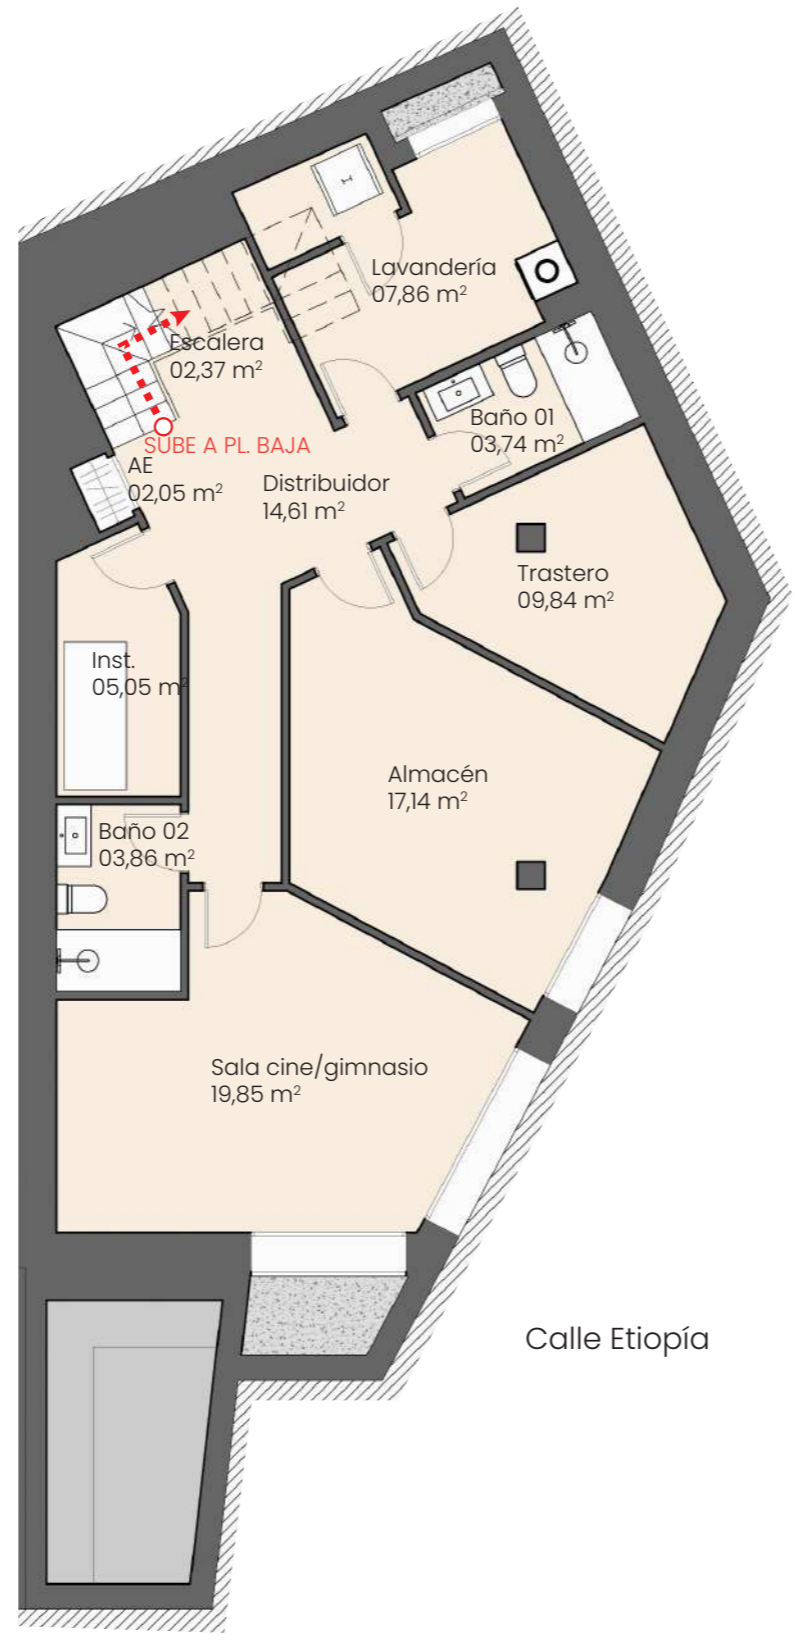 Lavandería
07,86 m²
Escalera
02,37 m²
Baño 01
03,74 m²
SUBE A PL. BAJA
AE
02,05 m²
Distribuidor
14,61 m²
Trastero
09,84 m²
Inst.
05,05 m²
Almacén
17,14 m²
Baño 02
03,86 m²
Sala cine/gimnasio
19,85 m²
Calle Etiopía